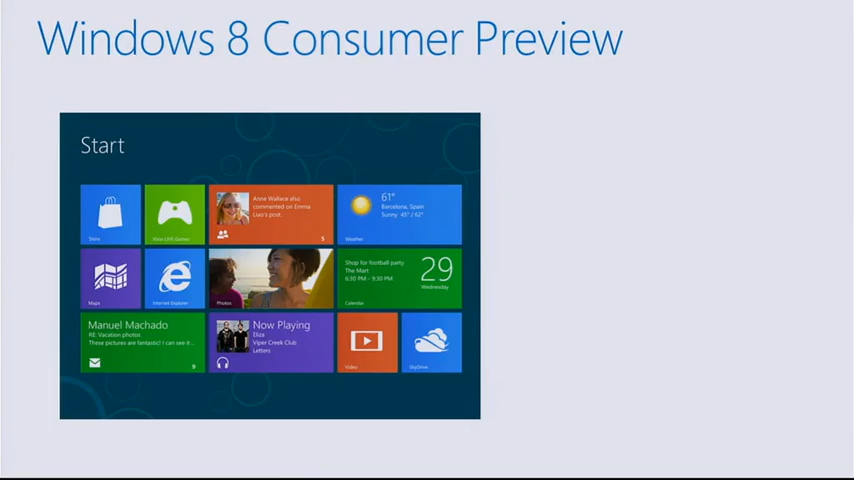 Windows 8 Consumer Preview
Start
Store
Xbox LIVE Games
Anne Wallace also
commented on Emma
Liao's post.
5
61°
Barcelona, Spain
Sunny 45° / 62°
Weather
Maps
Internet Explorer
Photos
Shop for football party
The Mart
6:30 PM - 9:30 PM
29
Wednesday
Calendar
Manuel Machado
RE: Vacation photos
These pictures are fantastic! I can see it...
9
Now Playing
Eliza
Viper Creek Club
Letters
Video
SkyDrive